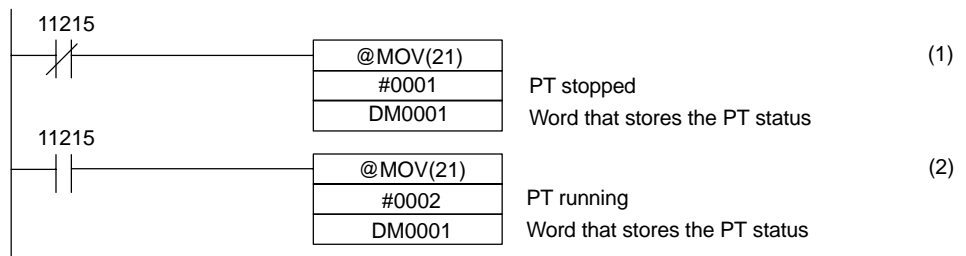 11215
@MOV(21) (1)
#0001 PT stopped
DM0001 Word that stores the PT status
11215
@MOV(21) (2)
#0002 PT running
DM0001 Word that stores the PT status